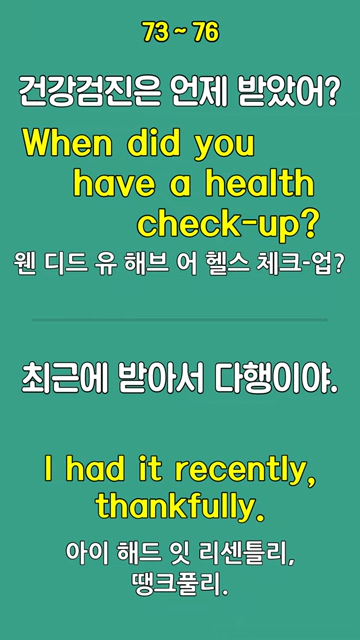 73 ~ 76
건강검진은 언제 받았어?
When did you
have a health
check-up?
웬 디드 유 해브 어 헬스 체크-업?
최근에 받아서 다행이야.
I had it recently,
thankfully.
아이 해드 잇 리센틀리,
땡크풀리.